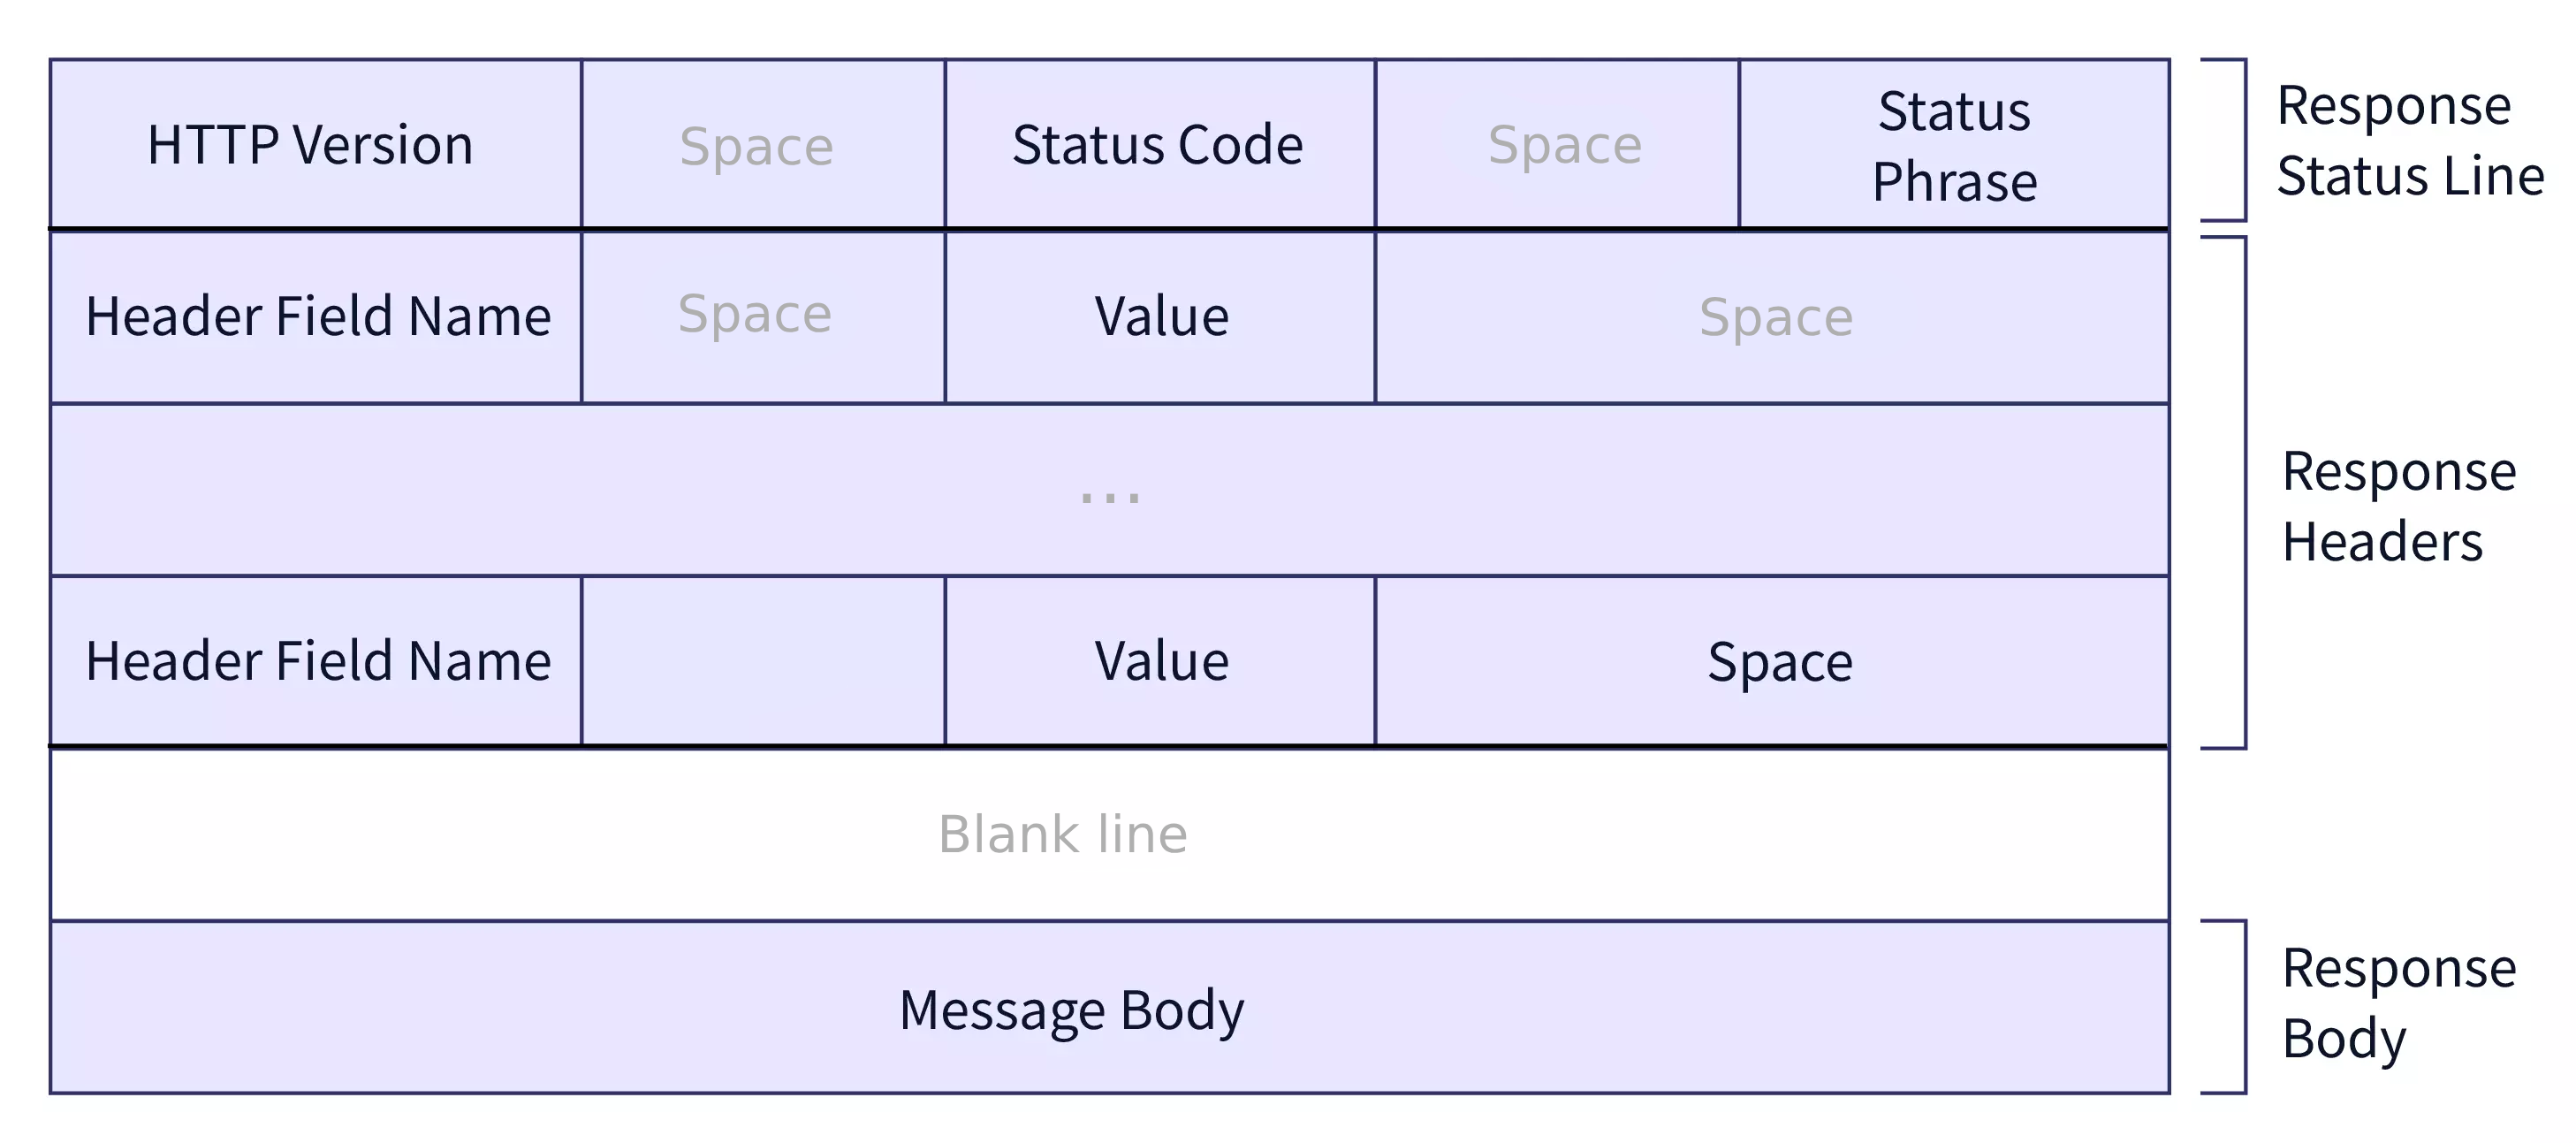 HTTP Version Space Status Code Space Status Phrase
Response
Status Line
Header Field Name Space Value Space
...
Response
Headers
Header Field Name Value Space
Blank line
Message Body
Response
Body